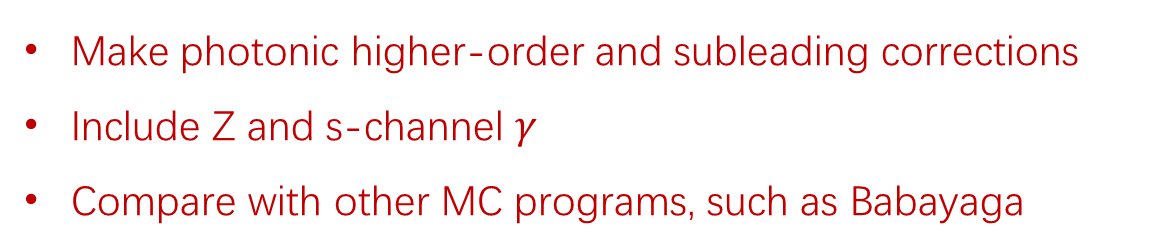 • Make photonic higher-order and subleading corrections
• Include Z and s-channel γ
• Compare with other MC programs, such as Babayaga